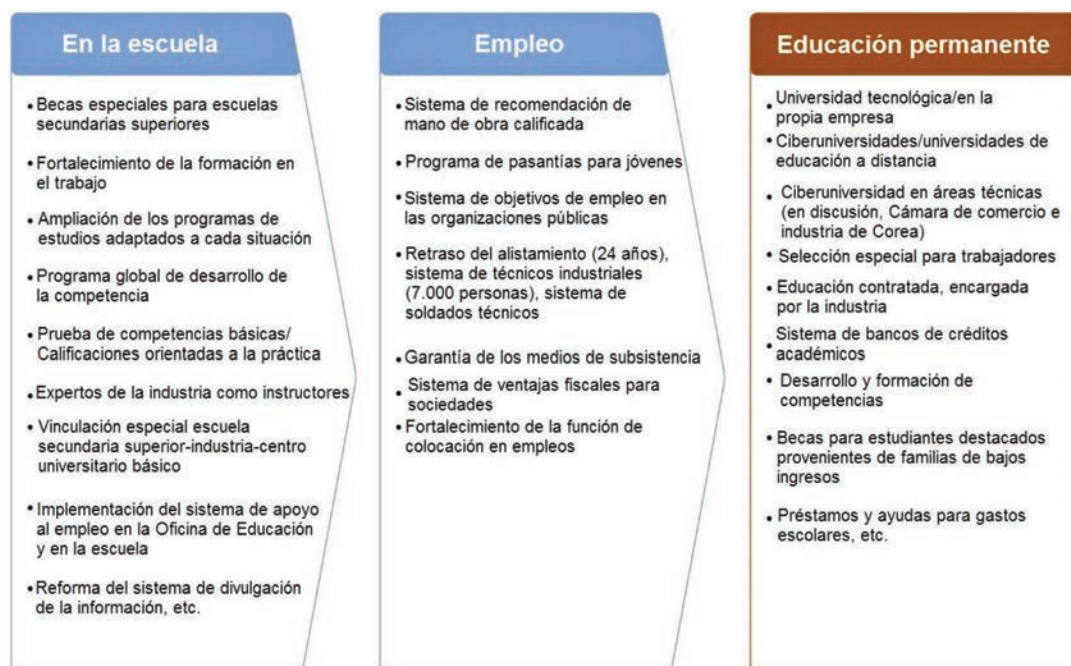 En la escuela
• Becas especiales para escuelas
secundarias superiores
• Fortalecimiento de la formación en
el trabajo
• Ampliación de los programas de
estudios adaptados a cada situación
• Programa global de desarrollo de
la competencia
• Prueba de competencias básicas/
Calificaciones orientadas a la práctica
• Expertos de la industria como instructores
• Vinculación especial escuela
secundaria superior-industria-centro
universitario básico
• Implementación del sistema de apoyo
al empleo en la Oficina de Educación
y en la escuela
• Reforma del sistema de divulgación
de la información, etc.
Empleo
• Sistema de recomendación de
mano de obra calificada
• Programa de pasantías para jóvenes
• Sistema de objetivos de empleo en
las organizaciones públicas
• Retraso del alistamiento (24 años),
sistema de técnicos industriales
(7.000 personas), sistema de
soldados técnicos
• Garantía de los medios de subsistencia
• Sistema de ventajas fiscales para
sociedades
• Fortalecimiento de la función de
colocación en empleos
Educación permanente
• Universidad tecnológica/en la
propia empresa
• Ciberuniversidades/universidades de
educación a distancia
• Ciberuniversidad en áreas técnicas
(en discusión, Cámara de comercio e
industria de Corea)
• Selección especial para trabajadores
• Educación contratada, encargada
por la industria
• Sistema de bancos de créditos
académicos
• Desarrollo y formación de
competencias
• Becas para estudiantes destacados
provenientes de familias de bajos
ingresos
• Préstamos y ayudas para gastos
escolares, etc.